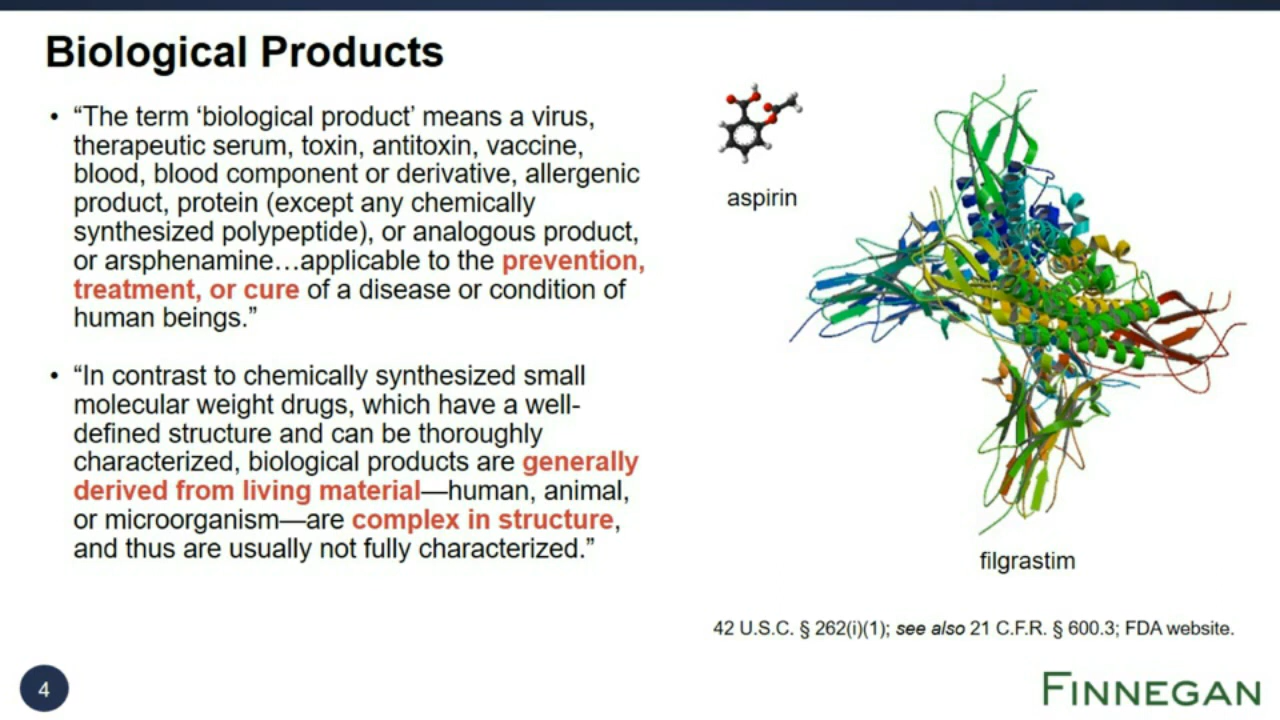 Biological Products
• “The term ‘biological product’ means a virus,
therapeutic serum, toxin, antitoxin, vaccine,
blood, blood component or derivative, allergenic
product, protein (except any chemically
synthesized polypeptide), or analogous product,
or arsphenamine…applicable to the prevention,
treatment, or cure of a disease or condition of
human beings.”
• “In contrast to chemically synthesized small
molecular weight drugs, which have a well-
defined structure and can be thoroughly
characterized, biological products are generally
derived from living material—human, animal,
or microorganism—are complex in structure,
and thus are usually not fully characterized.”
aspirin
filgrastim
42 U.S.C. § 262(i)(1); see also 21 C.F.R. § 600.3; FDA website.
4
FINNEGAN